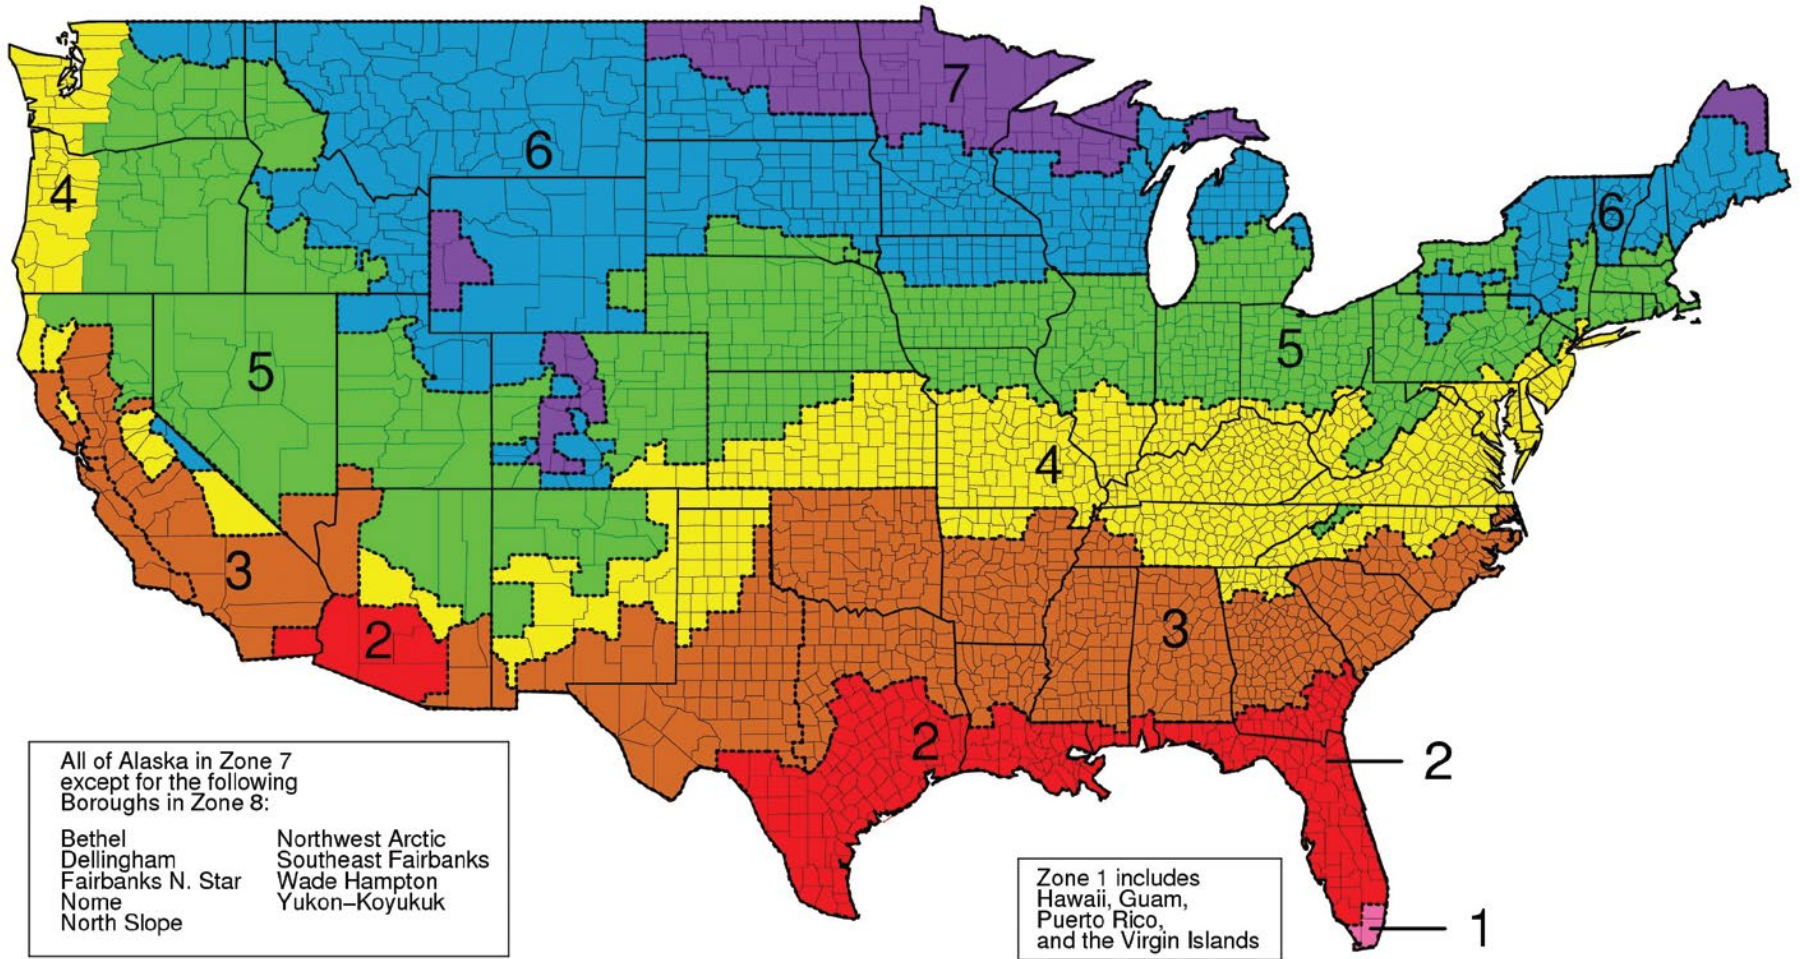 7
6
6
4
5
5
4
3
3
2
2
2
1
All of Alaska in Zone 7
except for the following
Boroughs in Zone 8:
Bethel
Northwest Arctic
Dellingham
Southeast Fairbanks
Fairbanks N. Star
Wade Hampton
Nome
Yukon–Koyukuk
North Slope
Zone 1 includes
Hawaii, Guam,
Puerto Rico,
and the Virgin Islands